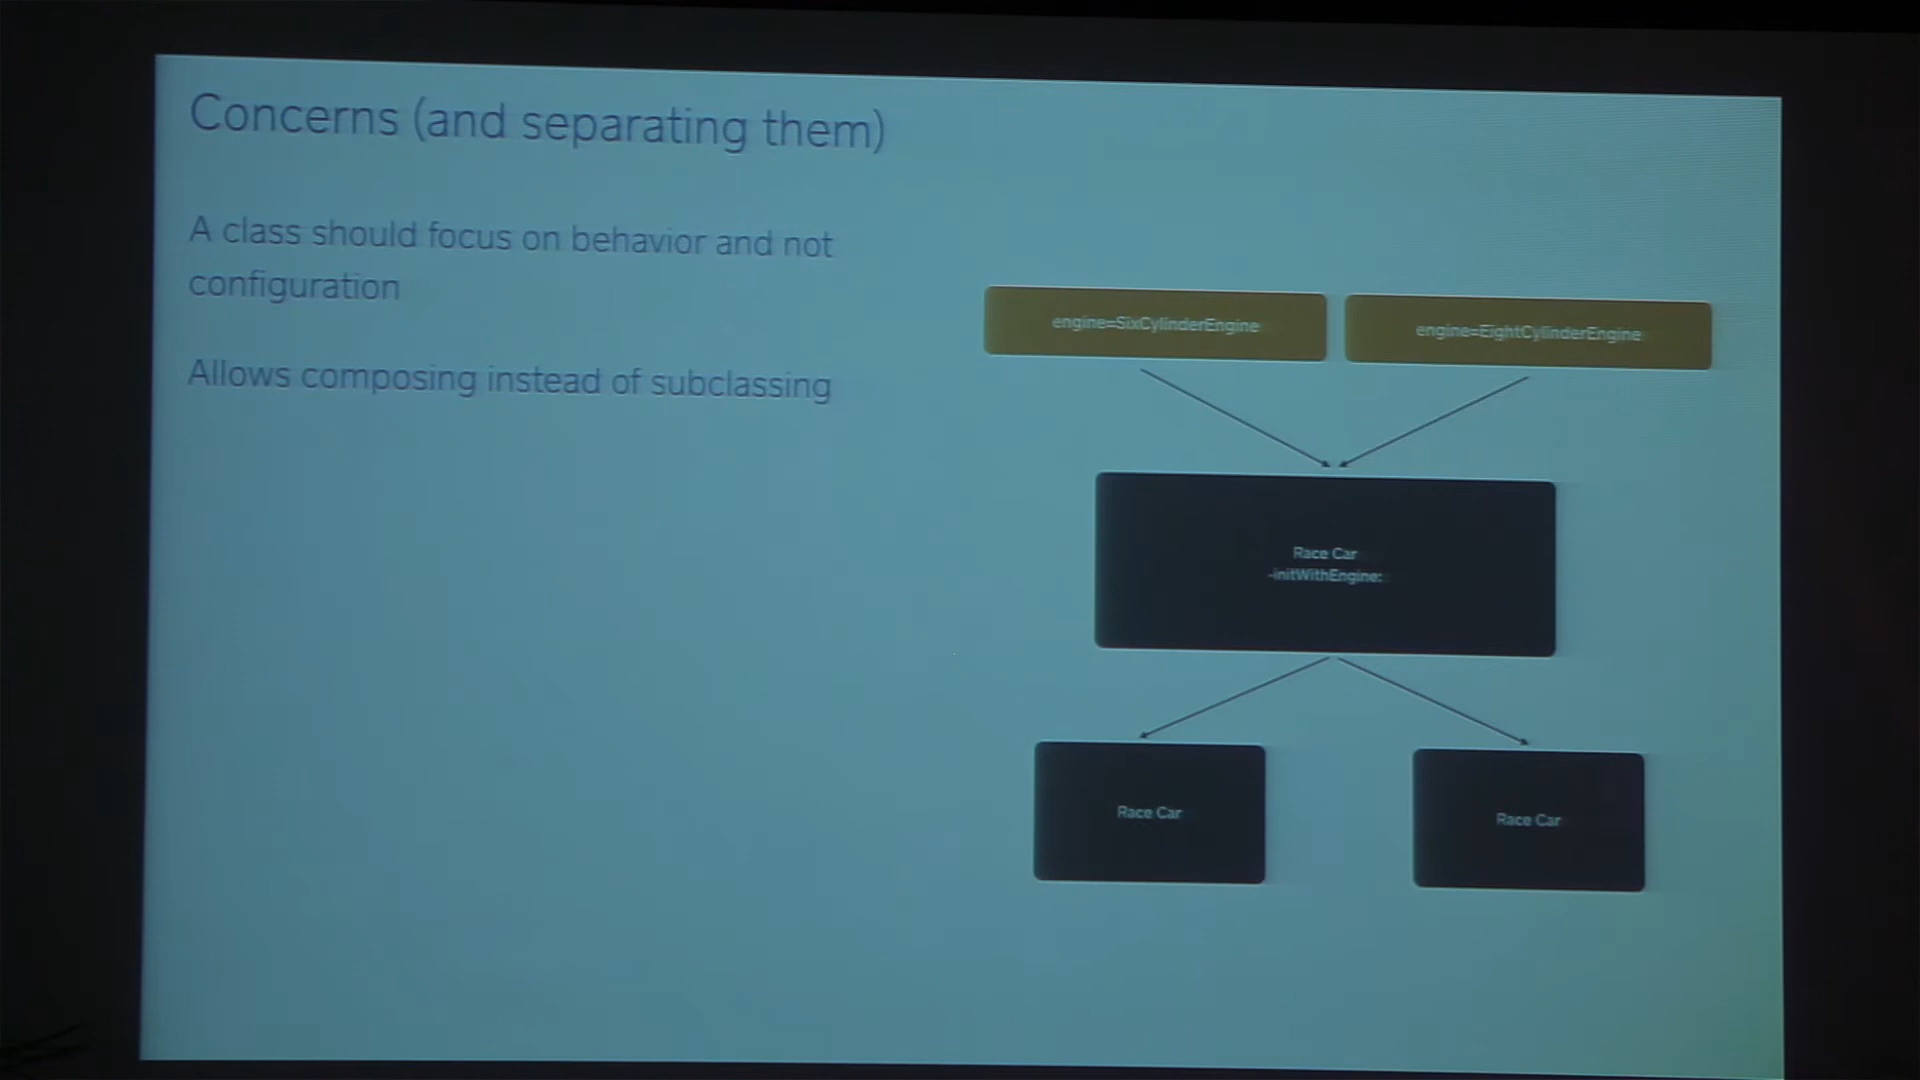 Concerns (and separating them)
A class should focus on behavior and not
configuration
Allows composing instead of subclassing
engine=SixCylinderEngine
engine=EightCylinderEngine
Race Car
-initWithEngine:
Race Car
Race Car